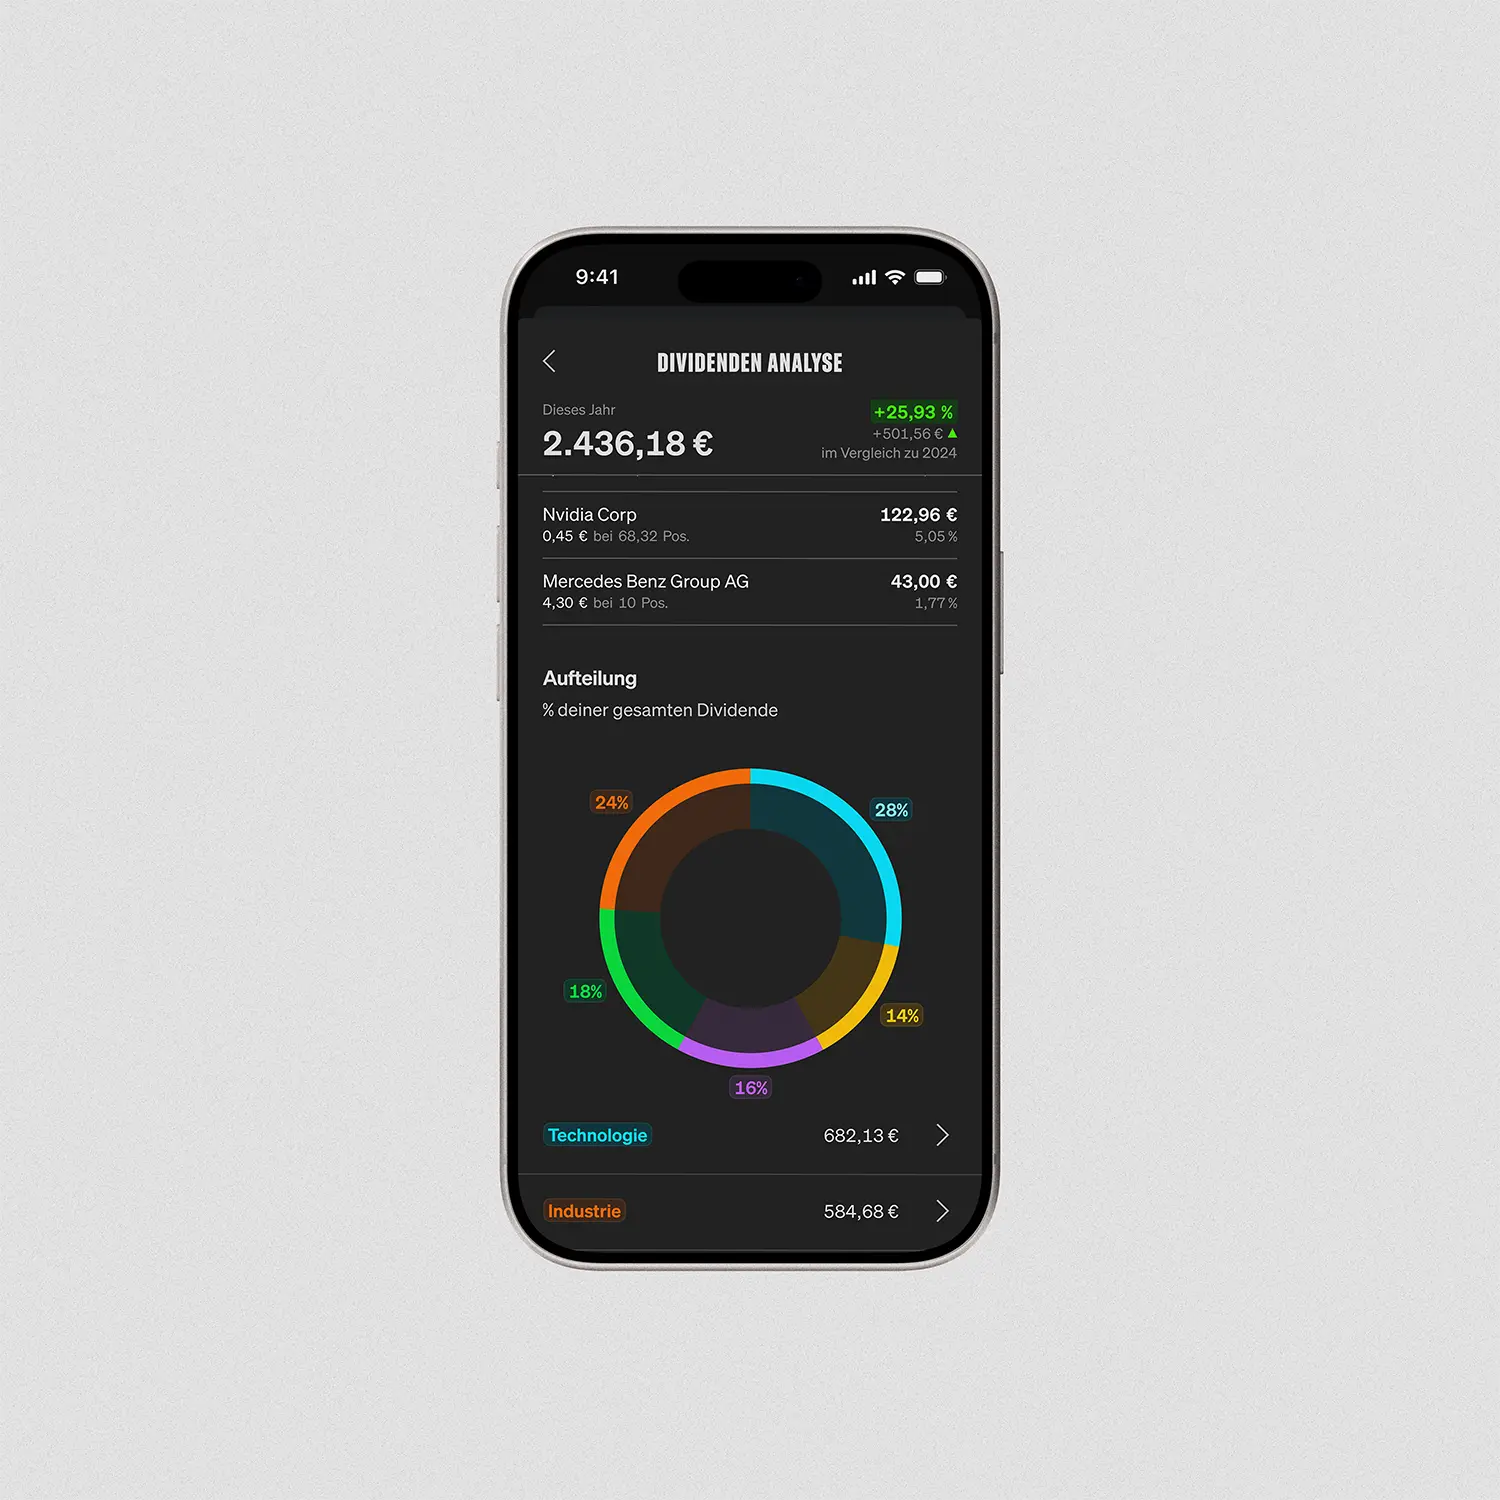 9:41
DIVIDENDEN ANALYSE
Dieses Jahr
2.436,18 €
+25,93 %
+501,56 € ▲
im Vergleich zu 2024
Nvidia Corp
122,96 €
0,45 € bei 68,32 Pos.
5,05 %
Mercedes Benz Group AG
43,00 €
4,30 € bei 10 Pos.
1,77 %
Aufteilung
% deiner gesamten Dividende
24%
28%
18%
14%
16%
Technologie
682,13 €
Industrie
584,68 €